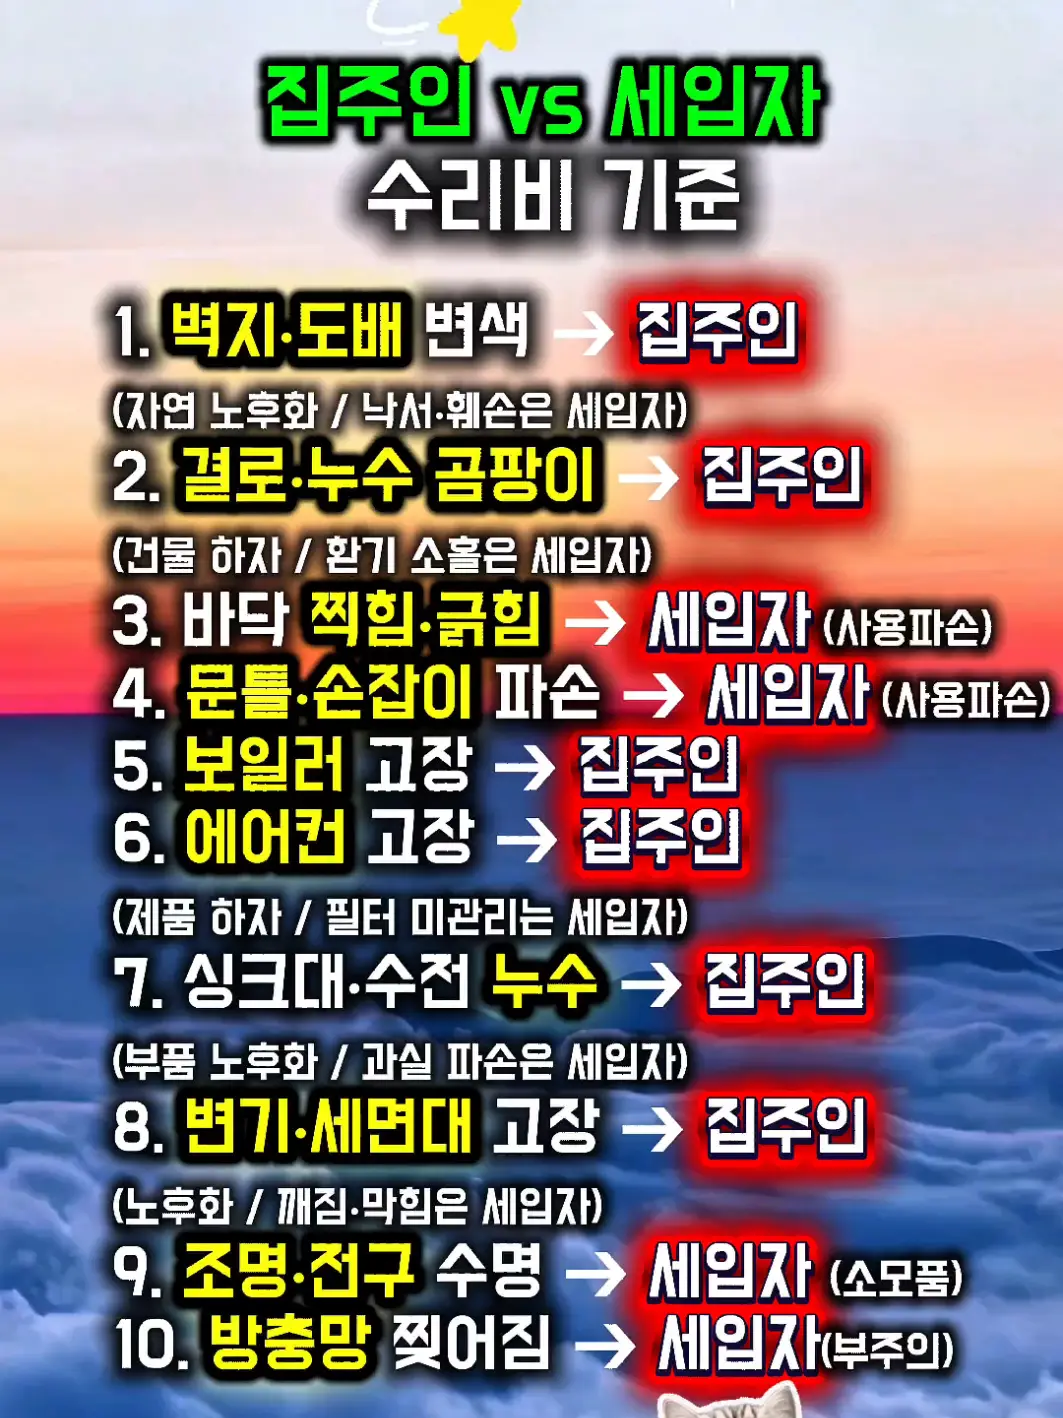 집주인 vs 세입자
수리비 기준
1. 벽지·도배 변색 → 집주인
(자연 노후화 / 낙서·훼손은 세입자)
2. 결로·누수 곰팡이 → 집주인
(건물 하자 / 환기 소홀은 세입자)
3. 바닥 찍힘·긁힘 → 세입자 (사용파손)
4. 문틀·손잡이 파손 → 세입자 (사용파손)
5. 보일러 고장 → 집주인
6. 에어컨 고장 → 집주인
(제품 하자 / 필터 미관리는 세입자)
7. 싱크대·수전 누수 → 집주인
(부품 노후화 / 과실 파손은 세입자)
8. 변기·세면대 고장 → 집주인
(노후화 / 깨짐·막힘은 세입자)
9. 조명·전구 수명 → 세입자 (소모품)
10. 방충망 찢어짐 → 세입자(부주인)